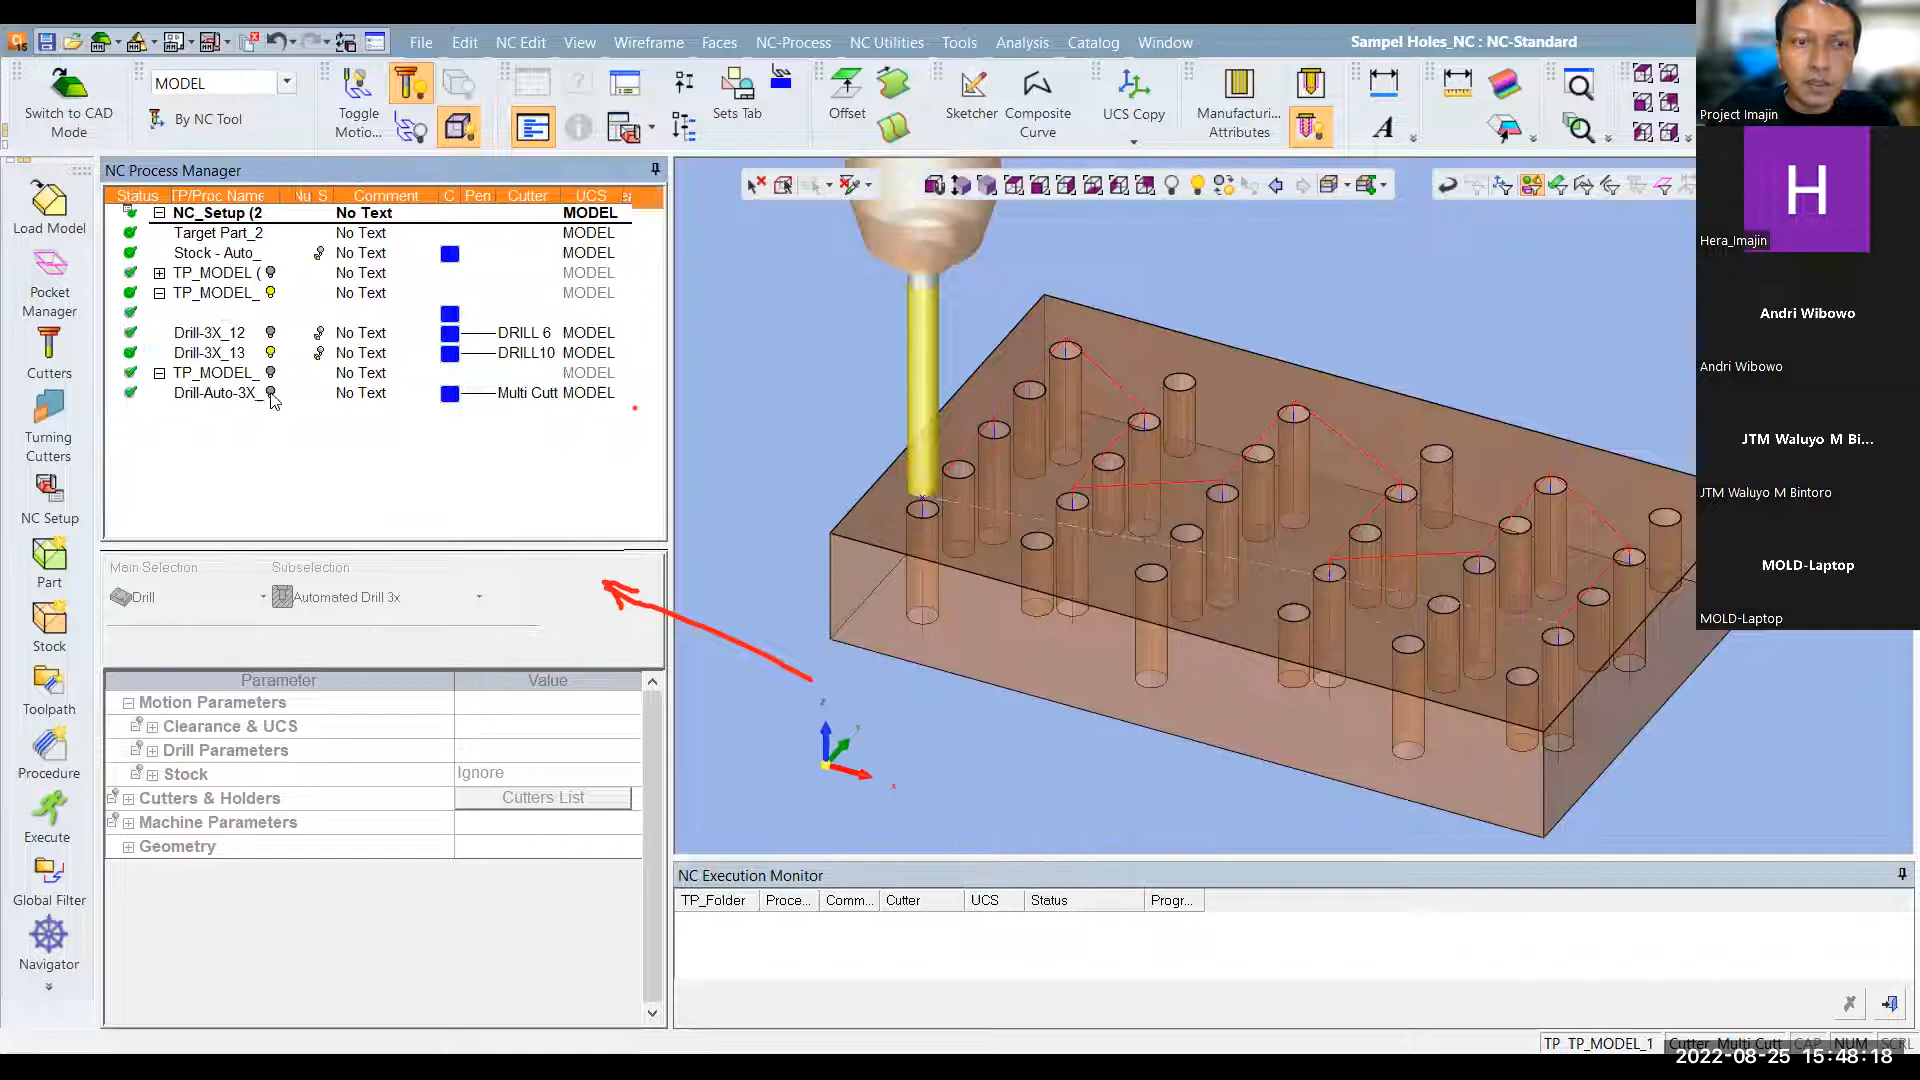 File Edit NC Edit View Wireframe Faces NC-Process NC Utilities Tools Analysis Catalog Window Sampel Holes_NC : NC-Standard
15
Switch to CAD
Mode
MODEL
By NC Tool
Toggle
Motio...
Sets Tab
Offset
Sketcher
Composite
Curve
UCS Copy
Manufacturi...
Attributes
Load Model
Pocket
Manager
Cutters
Turning
Cutters
NC Setup
Part
Stock
Toolpath
Procedure
Execute
Global Filter
Navigator
NC Process Manager
Status TP/Proc Name Nu S Comment C Pen Cutter UCS
NC_Setup (2 No Text MODEL
Target Part_2 No Text MODEL
Stock - Auto_ No Text MODEL
TP_MODEL ( No Text MODEL
TP_MODEL_ No Text MODEL
Drill-3X_12 No Text DRILL 6 MODEL
Drill-3X_13 No Text DRILL10 MODEL
TP_MODEL_ No Text MODEL
Drill-Auto-3X_ No Text Multi Cutt MODEL
Main Selection Subselection
Drill Automated Drill 3x
Parameter Value
Motion Parameters
Clearance & UCS
Drill Parameters
Stock Ignore
Cutters & Holders Cutters List
Machine Parameters
Geometry
z
Y
x
NC Execution Monitor
TP_Folder Proce... Comm... Cutter UCS Status Progr...
TP TP_MODEL_1 Cutter Multi Cutt CAP NUM SCRL
2022-08-25 15:48:18
Project Imajin
H
Hera_Imajin
Andri Wibowo
Andri Wibowo
JTM Waluyo M Bi...
JTM Waluyo M Bintoro
MOLD-Laptop
MOLD-Laptop